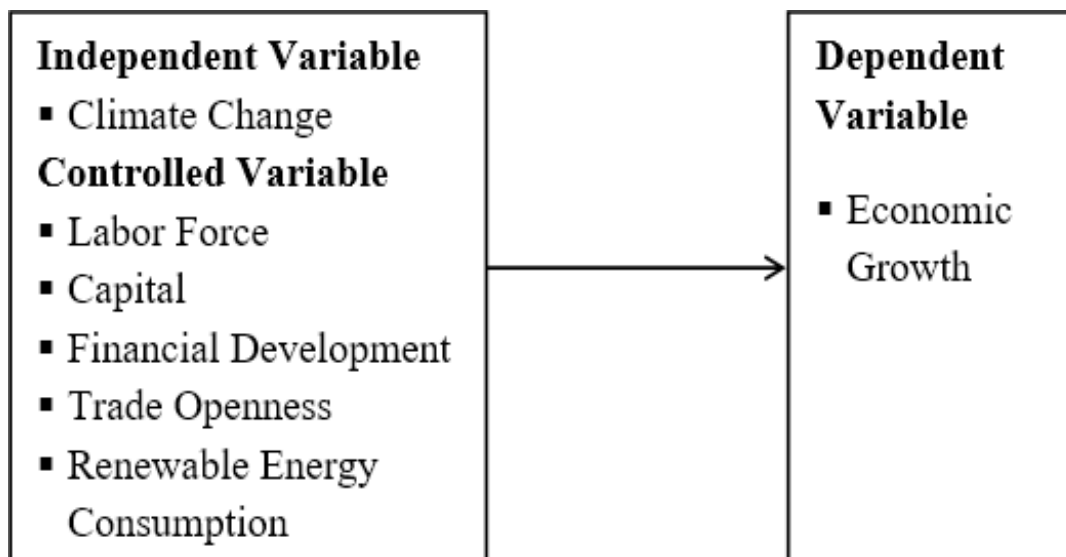 Independent Variable
▪ Climate Change
Controlled Variable
▪ Labor Force
▪ Capital
▪ Financial Development
▪ Trade Openness
▪ Renewable Energy
Consumption
Dependent
Variable
▪ Economic
Growth